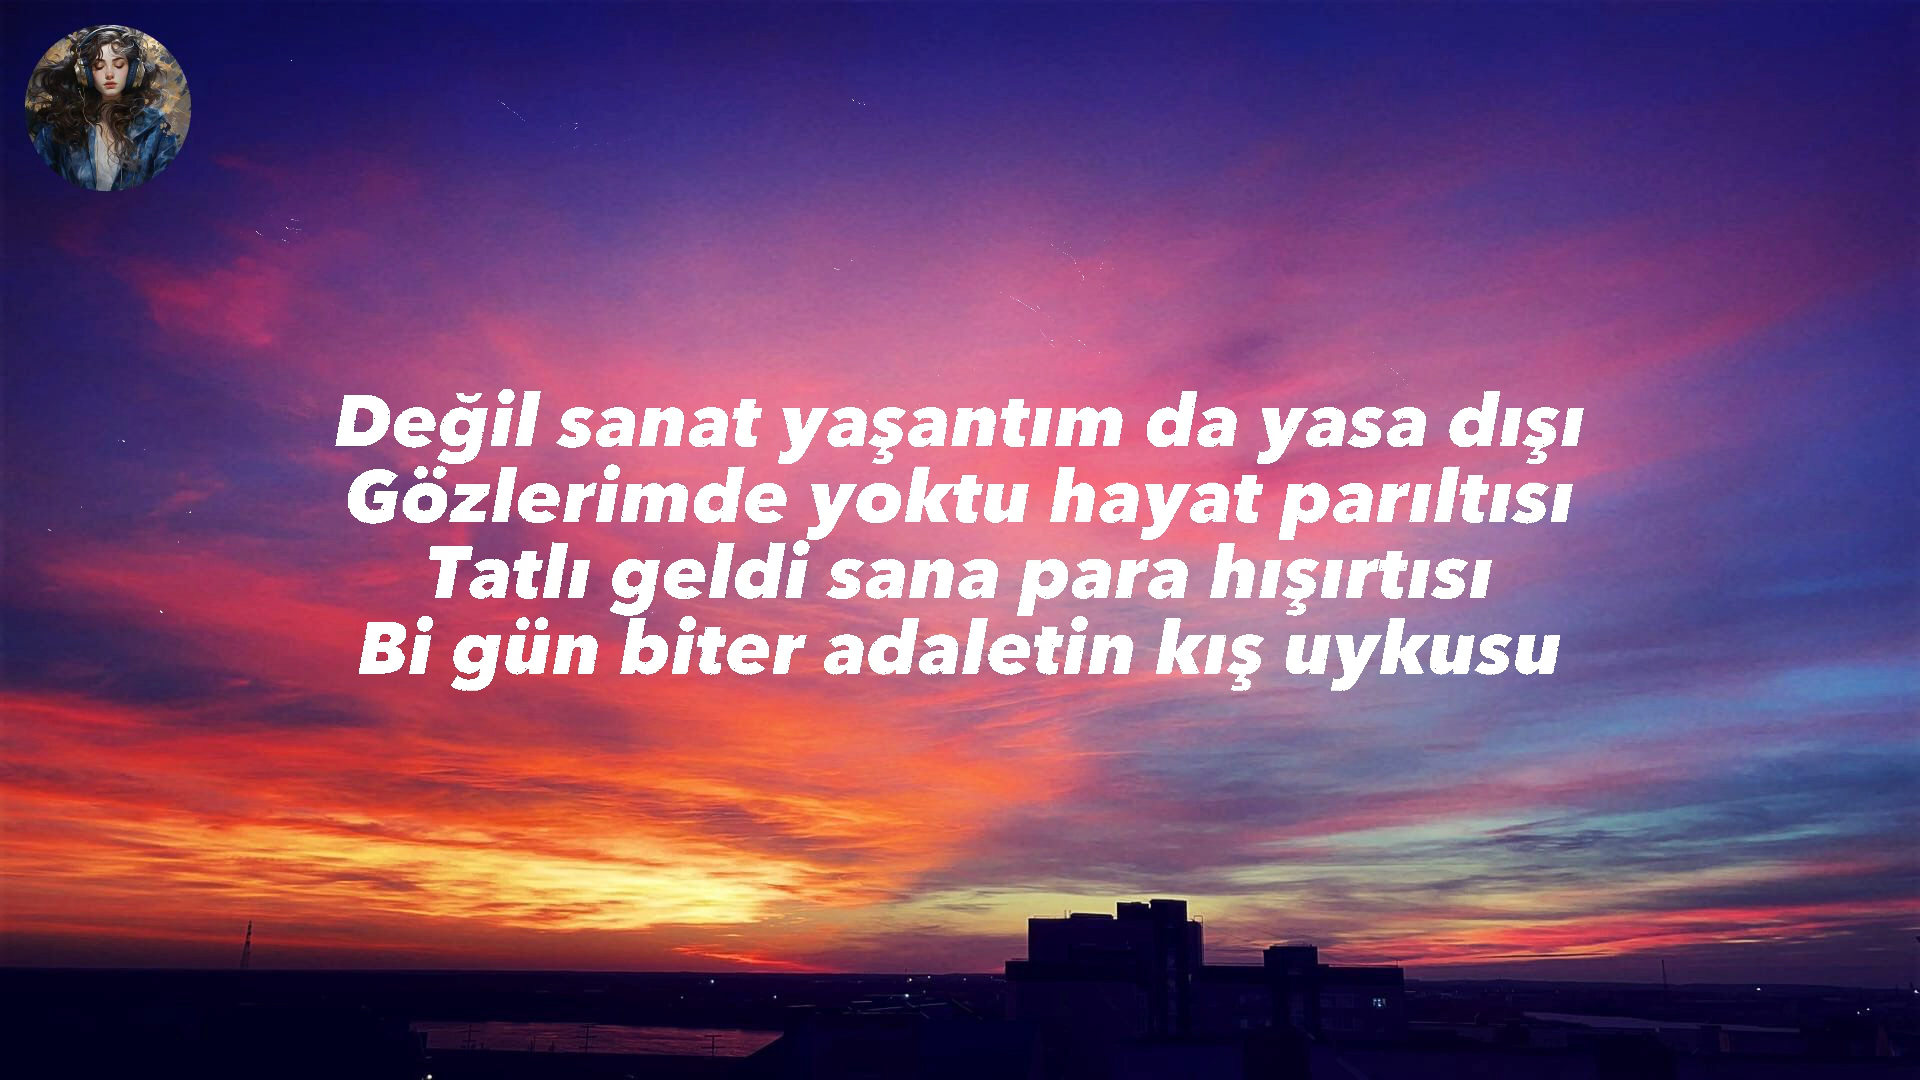 Değil sanat yaşantım da yasa dışı
Gözlerimde yoktu hayat parıltısı
Tatlı geldi sana para hışırtısı
Bi gün biter adaletin kış uykusu